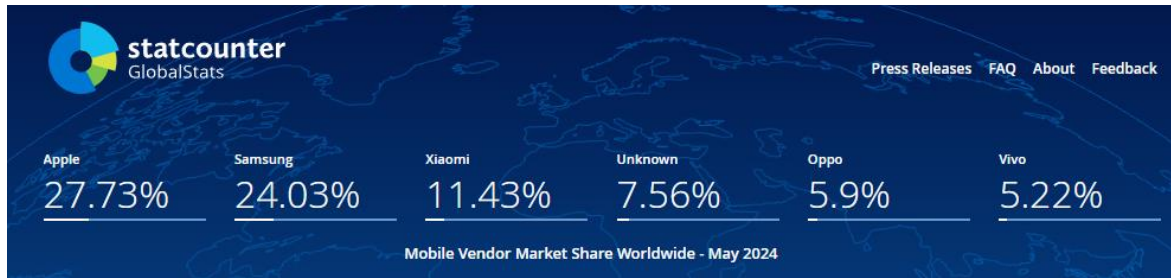 statcounter
GlobalStats
Press Releases FAQ About Feedback
Apple Samsung Xiaomi Unknown Oppo Vivo
27.73% 24.03% 11.43% 7.56% 5.9% 5.22%
Mobile Vendor Market Share Worldwide - May 2024